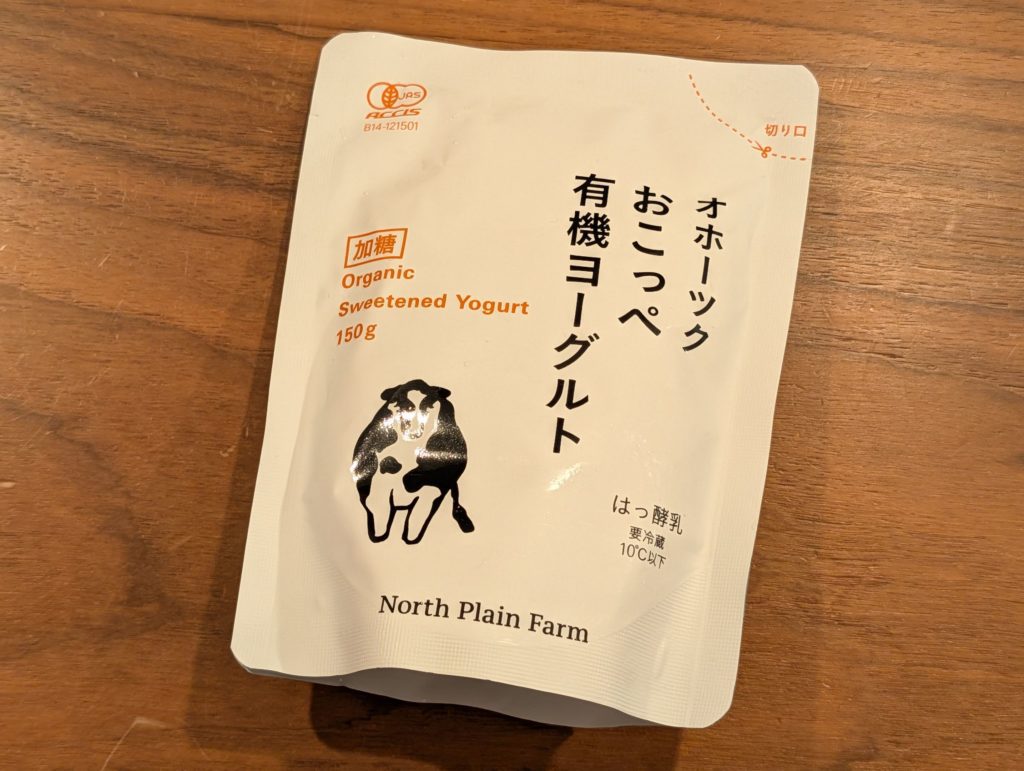 JAS
ACCIS
B14-121501
切り口
オホーツク
おこっぺ
有機ヨーグルト
加糖
Organic
Sweetened Yogurt
150g
はっ酵乳
要冷蔵
10℃以下
North Plain Farm